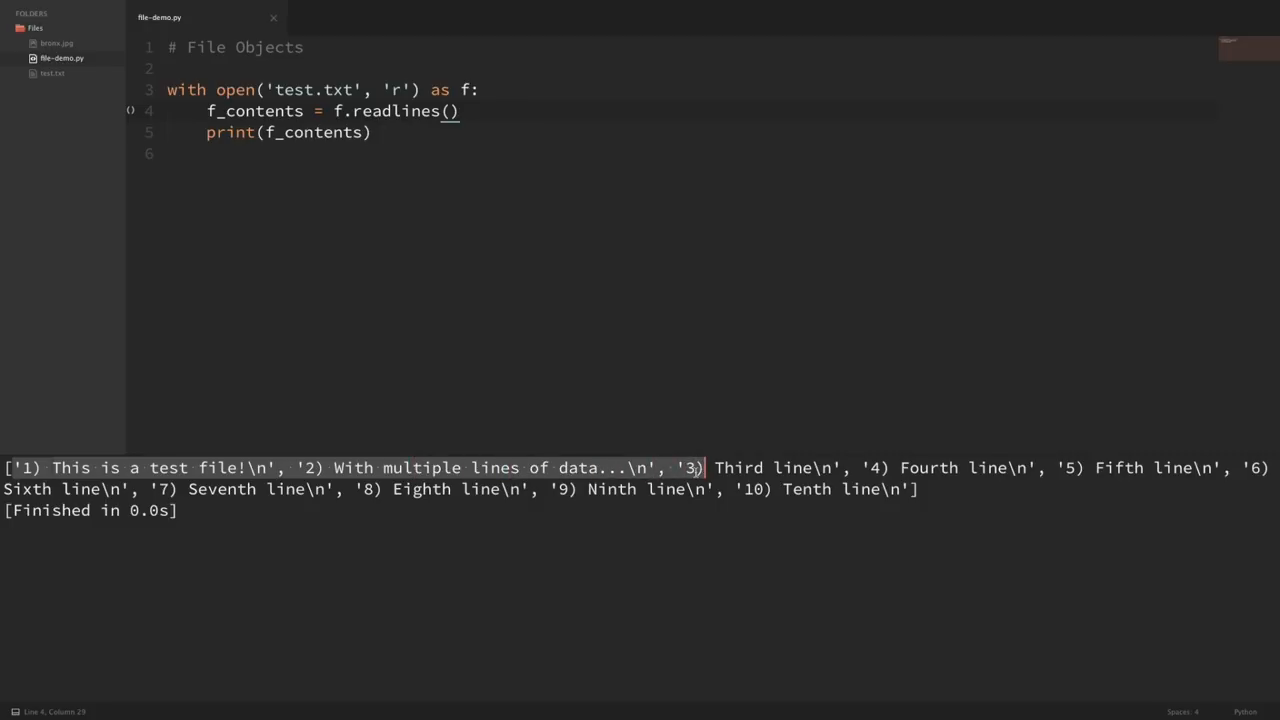 FOLDERS
Files
bronx.jpg
file-demo.py
test.txt
file-demo.py ×
1 # File Objects
2
3 with open('test.txt', 'r') as f:
() 4     f_contents = f.readlines()
5     print(f_contents)
6
['1) This is a test file!\n', '2) With multiple lines of data...\n', '3) Third line\n', '4) Fourth line\n', '5) Fifth line\n', '6)
Sixth line\n', '7) Seventh line\n', '8) Eighth line\n', '9) Ninth line\n', '10) Tenth line\n']
[Finished in 0.0s]
Line 4, Column 29
Spaces: 4
Python